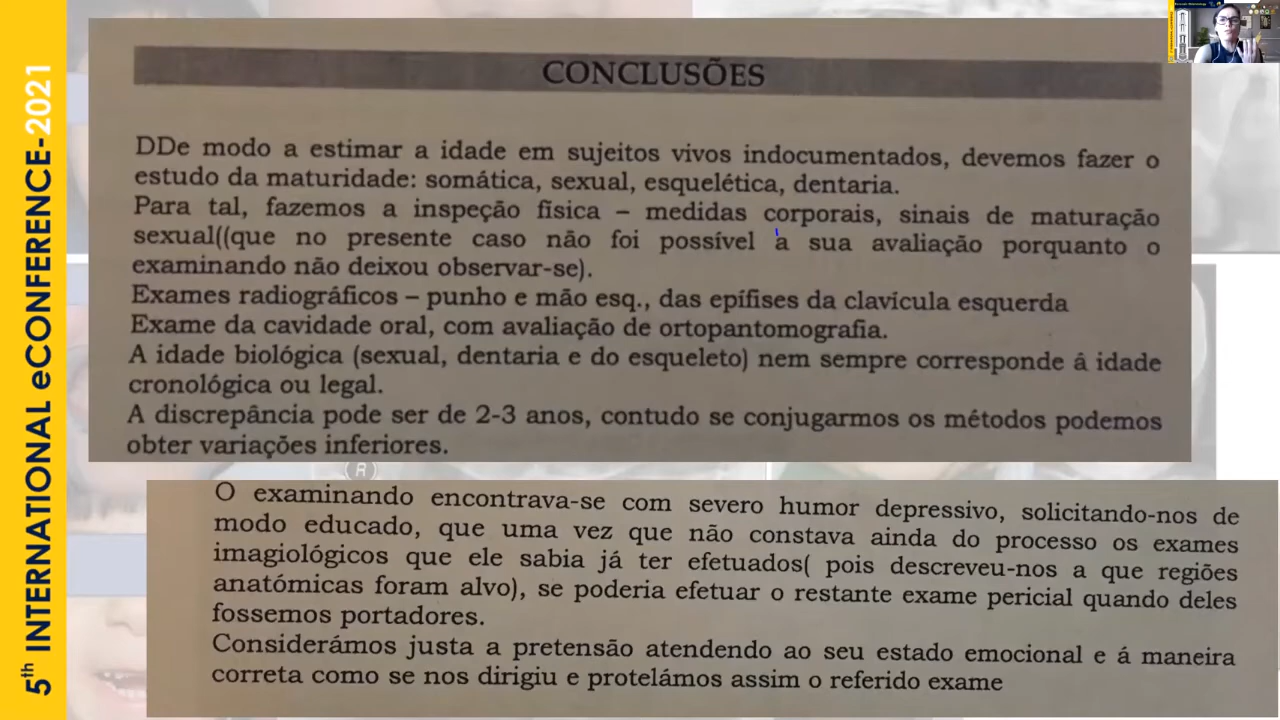 5th INTERNATIONAL eCONFERENCE-2021
CONCLUSÕES
DDe modo a estimar a idade em sujeitos vivos indocumentados, devemos fazer o
estudo da maturidade: somática, sexual, esquelética, dentaria.
Para tal, fazemos a inspeção física – medidas corporais, sinais de maturação
sexual((que no presente caso não foi possível a sua avaliação porquanto o
examinando não deixou observar-se).
Exames radiográficos – punho e mão esq., das epífises da clavícula esquerda
Exame da cavidade oral, com avaliação de ortopantomografia.
A idade biológica (sexual, dentaria e do esqueleto) nem sempre corresponde á idade
cronológica ou legal.
A discrepância pode ser de 2-3 anos, contudo se conjugarmos os métodos podemos
obter variações inferiores.
R
O examinando encontrava-se com severo humor depressivo, solicitando-nos de
modo educado, que uma vez que não constava ainda do processo os exames
imagiológicos que ele sabia já ter efetuados( pois descreveu-nos a que regiões
anatómicas foram alvo), se poderia efetuar o restante exame pericial quando deles
fossemos portadores.
Considerámos justa a pretensão atendendo ao seu estado emocional e á maneira
correta como se nos dirigiu e protelámos assim o referido exame